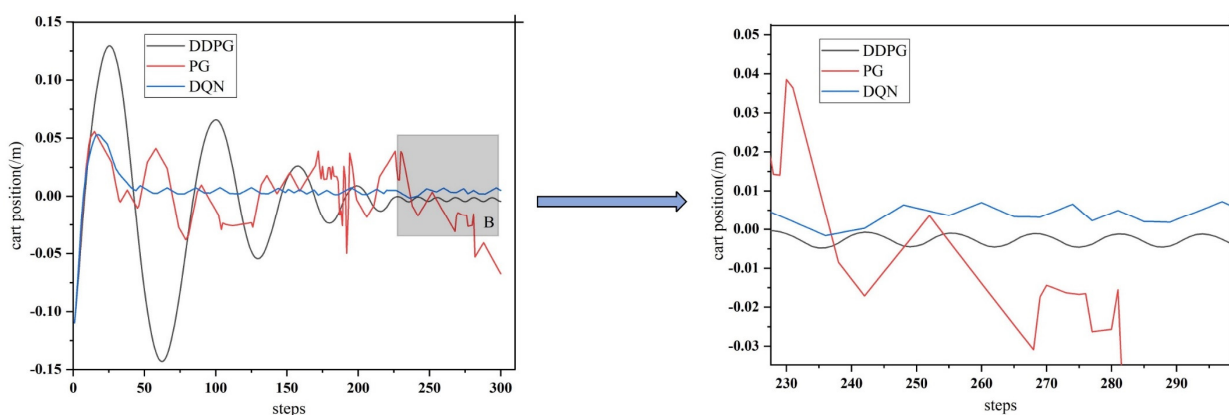 0.15
0.10
0.05
0.00
-0.05
-0.10
-0.15
cart position(/m)
DDPG
PG
DQN
B
0 50 100 150 200 250 300
steps
0.05
0.04
0.03
0.02
0.01
0.00
-0.01
-0.02
-0.03
cart position(/m)
DDPG
PG
DQN
230 240 250 260 270 280 290
steps